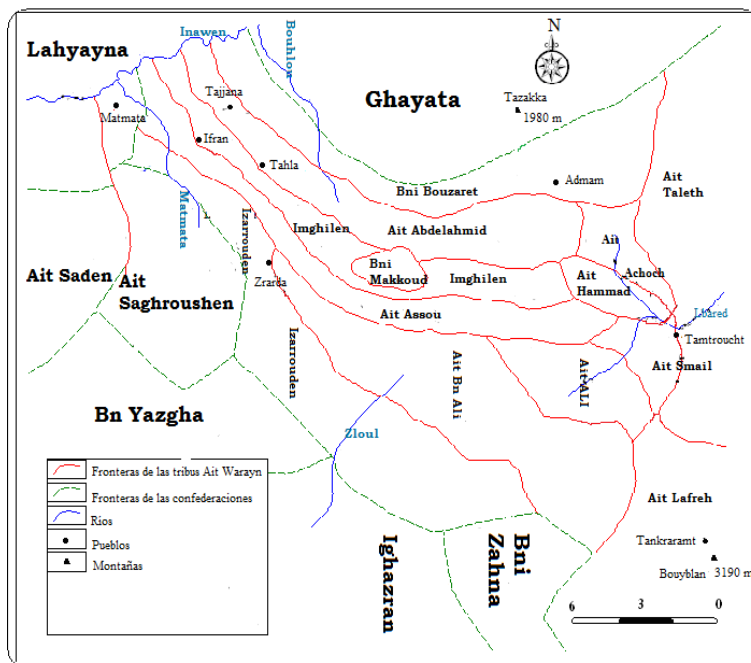 Inawen
Bouhlou
N
Lahyayna
Tajjana
Ghayata
Tazakka
1980 m
Matmata
Ifran
Tahla
Admam
Ait
Taleth
Bni Bouzaret
Matmata
Izarrouden
Imghilen
Ait Abdelahmid
Ait
Achoch
Bni
Makkoud
Imghilen
Ait
Hammad
Ait Saden
Ait
Saghroushen
Zrarda
Ait Assou
Lbared
Tamtroucht
Izarrouden
Ait Bn Ali
Ait ALI
Ait Smail
Bn Yazgha
Zloul
Fronteras de las tribus Ait Warayn
Fronteras de las confederaciones
Rios
Pueblos
Montañas
Ait Lafreh
Ighazran
Bni
Zahna
Tankraramt
Bouyblan 3190 m
6 3 0